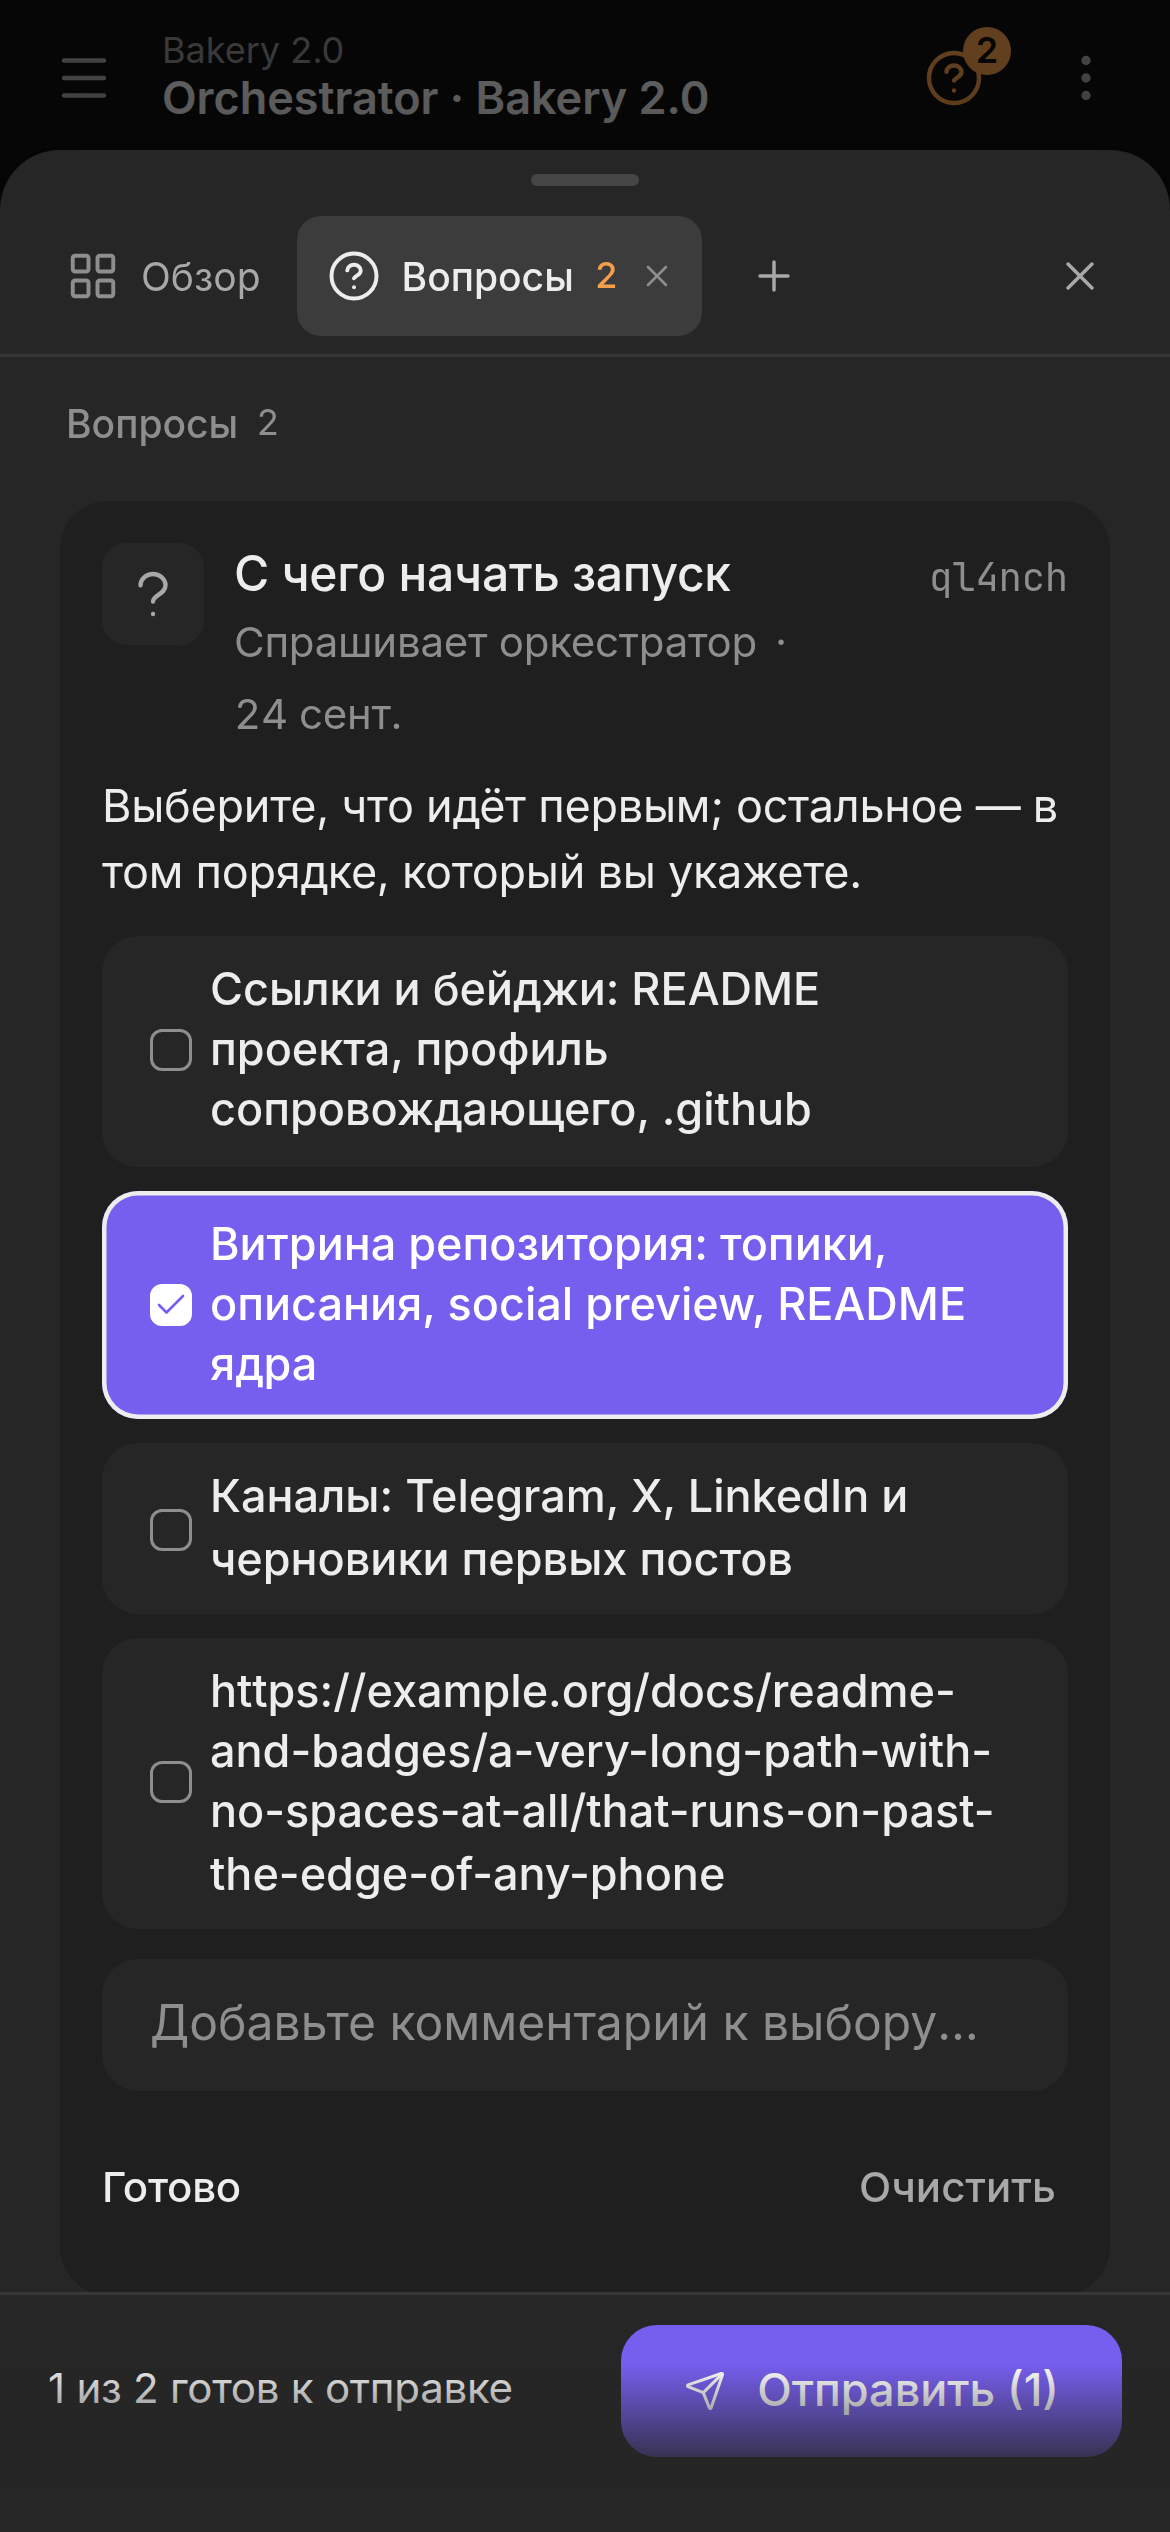 Bakery 2.0
Orchestrator · Bakery 2.0
2
Обзор
Вопросы 2
Вопросы 2
С чего начать запуск
ql4nch
Спрашивает оркестратор ·
24 сент.
Выберите, что идёт первым; остальное — в
том порядке, который вы укажете.
Ссылки и бейджи: README
проекта, профиль
сопровождающего, .github
Витрина репозитория: топики,
описания, social preview, README
ядра
Каналы: Telegram, X, LinkedIn и
черновики первых постов
https://example.org/docs/readme-
and-badges/a-very-long-path-with-
no-spaces-at-all/that-runs-on-past-
the-edge-of-any-phone
Добавьте комментарий к выбору...
Готово
Очистить
1 из 2 готов к отправке
Отправить (1)